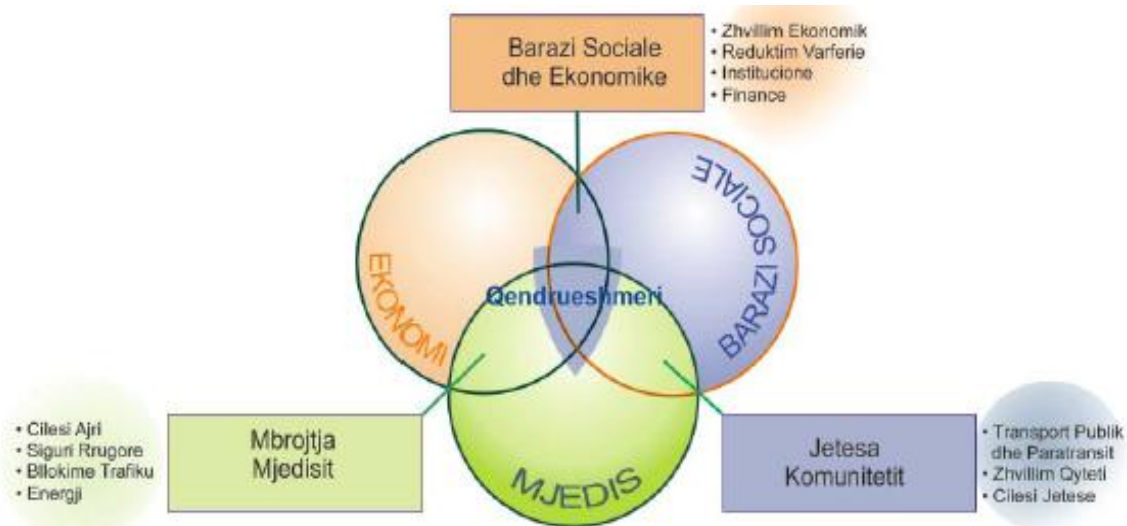 Barazi Sociale
dhe Ekonomike
• Zhvillim Ekonomik
• Reduktim Varferie
• Institucione
• Finance
EKONOMI
BARAZI SOCIALE
Qendrueshmeri
MJEDIS
• Cilesi Ajri
• Siguri Rrugore
• Bllokime Trafiku
• Energji
Mbrojtja
Mjedisit
Jetesa
Komunitetit
• Transport Publik
dhe Paratransit
• Zhvillim Qyteti
• Cilesi Jetese